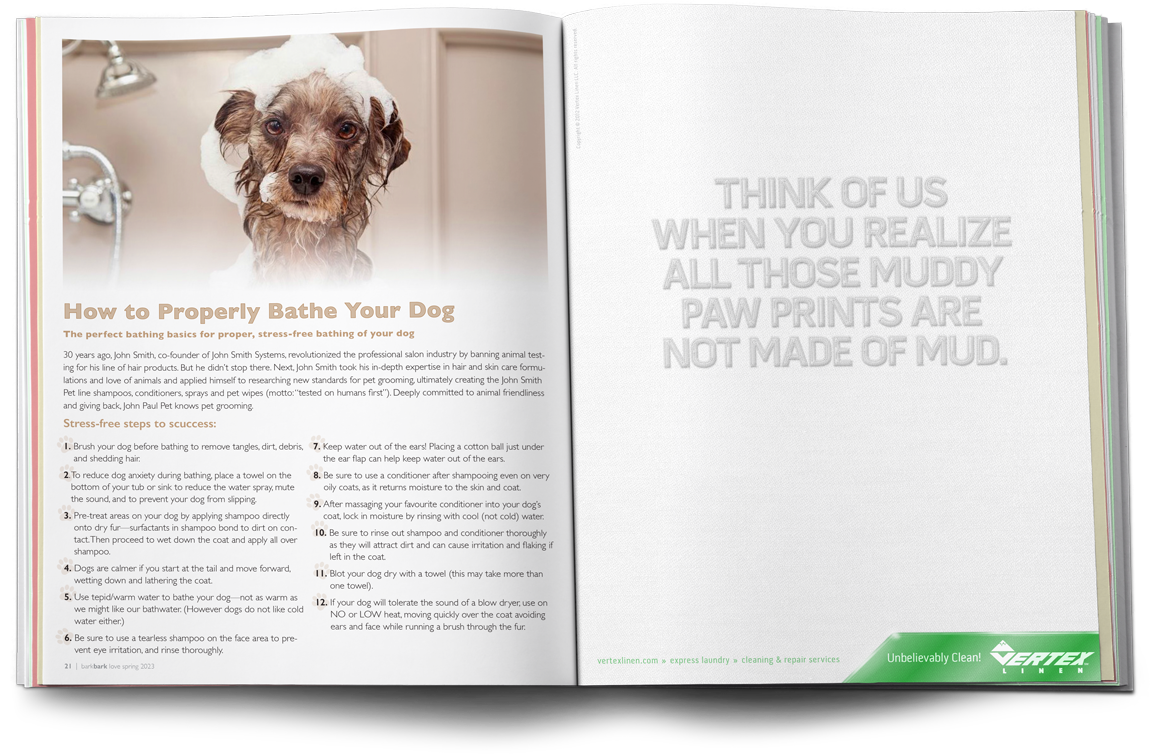 How to Properly Bathe Your Dog
The perfect bathing basics for proper, stress-free bathing of your dog
30 years ago, John Smith, co-founder of John Smith Systems, revolutionized the professional salon industry by banning animal test-
ing for his line of hair products. But he didn't stop there. Next, John Smith took his in-depth expertise in hair and skin care formu-
lations and love of animals and applied himself to researching new standards for pet grooming, ultimately creating the John Smith
Pet line shampoos, conditioners, sprays and pet wipes (motto: "tested on humans first"). Deeply committed to animal friendliness
and giving back, John Paul Pet knows pet grooming.
Stress-free steps to scuccess:
1. Brush your dog before bathing to remove tangles, dirt, debris,
and shedding hair.
2.To reduce dog anxiety during bathing, place a towel on the
bottom of your tub or sink to reduce the water spray, mute
the sound, and to prevent your dog from slipping.
3. Pre-treat areas on your dog by applying shampoo directly
onto dry fur—surfactants in shampoo bond to dirt on con-
tact.Then proceed to wet down the coat and apply all over
shampoo.
4. Dogs are calmer if you start at the tail and move forward,
wetting down and lathering the coat.
5. Use tepid/warm water to bathe your dog—not as warm as
we might like our bathwater. (However dogs do not like cold
water either.)
6. Be sure to use a tearless shampoo on the face area to pre-
vent eye irritation, and rinse thoroughly.
7. Keep water out of the ears! Placing a cotton ball just under
the ear flap can help keep water out of the ears.
8. Be sure to use a conditioner after shampooing even on very
oily coats, as it returns moisture to the skin and coat.
9. After massaging your favourite conditioner into your dog's
coat, lock in moisture by rinsing with cool (not cold) water.
10. Be sure to rinse out shampoo and conditioner thoroughly
as they will attract dirt and can cause irritation and flaking if
left in the coat.
11. Blot your dog dry with a towel (this may take more than
one towel).
12. If your dog will tolerate the sound of a blow dryer, use on
NO or LOW heat, moving quickly over the coat avoiding
ears and face while running a brush through the fur.
21 | barkbark love spring 2023
THINK OF US
WHEN YOU REALIZE
ALL THOSE MUDDY
PAW PRINTS ARE
NOT MADE OF MUD.
vertexlinen.com » express laundry » cleaning & repair services
Unbelievably Clean!
VERTEX
LINEN